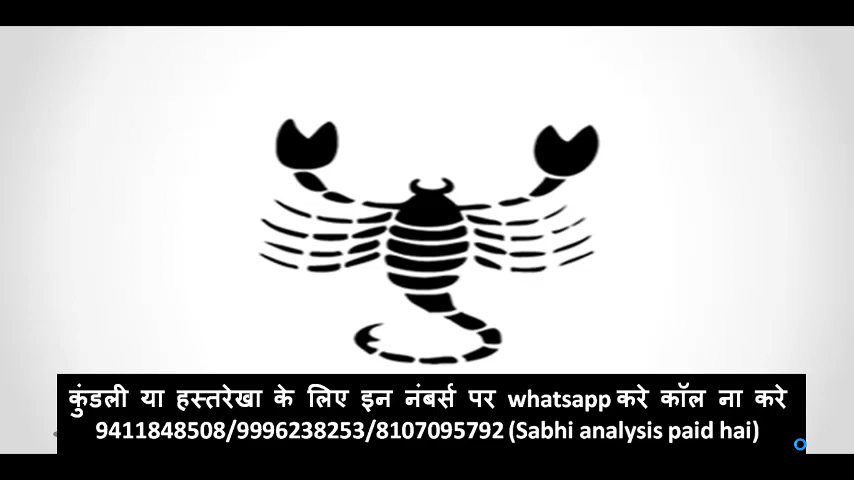 कुंडली या हस्तरेखा के लिए इन नंबर्स पर whatsapp करे कॉल ना करे
9411848508/9996238253/8107095792 (Sabhi analysis paid hai)